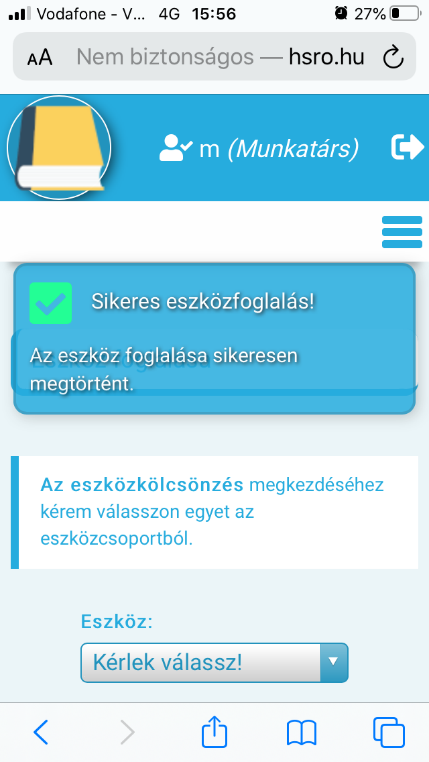 Vodafone - V... 4G 15:56 27%
AA Nem biztonságos — hsro.hu
m (Munkatárs)
Sikeres eszközfoglalás!
Az eszköz foglalása sikeresen
megtörtént.
Az eszközkölcsönzés megkezdéséhez
kérem válasszon egyet az
eszközcsoportból.
Eszköz:
Kérlek válassz!